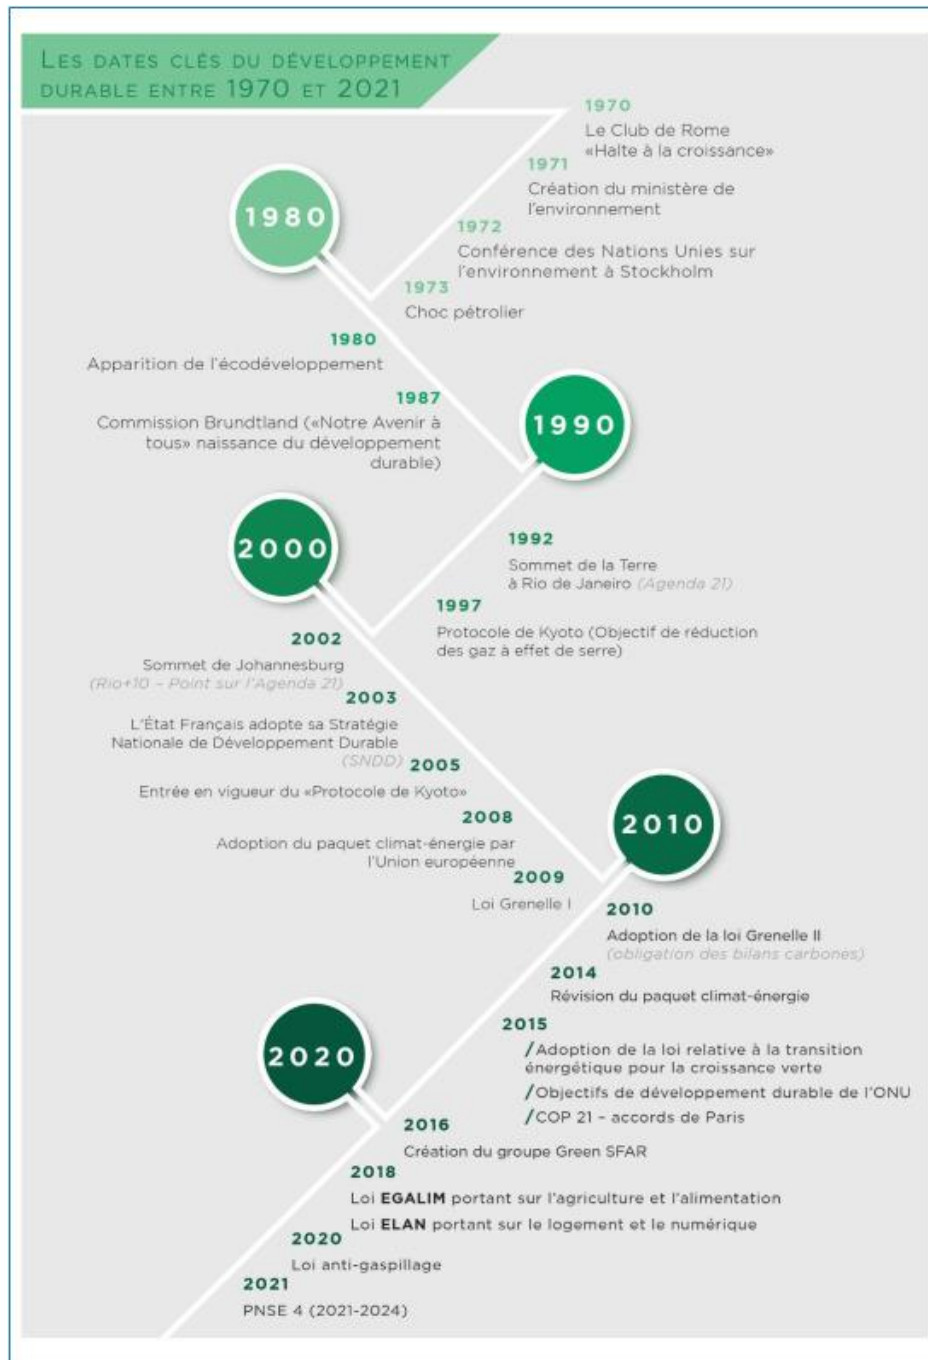 LES DATES CLÉS DU DÉVELOPPEMENT
DURABLE ENTRE 1970 ET 2021
1970
Le Club de Rome
«Halte à la croissance»
1971
Création du ministère de
l'environnement
1972
Conférence des Nations Unies sur
l'environnement à Stockholm
1973
Choc pétrolier
1980
1980
Apparition de l'écodéveloppement
1987
Commission Brundtland («Notre Avenir à
tous» naissance du développement
durable)
1990
1992
Sommet de la Terre
à Rio de Janeiro (Agenda 21)
1997
Protocole de Kyoto (Objectif de réduction
des gaz à effet de serre)
2000
2002
Sommet de Johannesburg
(Rio+10 – Point sur l'Agenda 21)
2003
L'État Français adopte sa Stratégie
Nationale de Développement Durable
(SNDD)
2005
Entrée en vigueur du «Protocole de Kyoto»
2008
Adoption du paquet climat-énergie par
l'Union européenne
2009
Loi Grenelle I
2010
2010
Adoption de la loi Grenelle II
(obligation des bilans carbones)
2014
Révision du paquet climat-énergie
2015
/Adoption de la loi relative à la transition
énergétique pour la croissance verte
/Objectifs de développement durable de l'ONU
/COP 21 – accords de Paris
2016
Création du groupe Green SFAR
2018
Loi EGALIM portant sur l'agriculture et l'alimentation
Loi ELAN portant sur le logement et le numérique
2020
2020
Loi anti-gaspillage
2021
PNSE 4 (2021-2024)